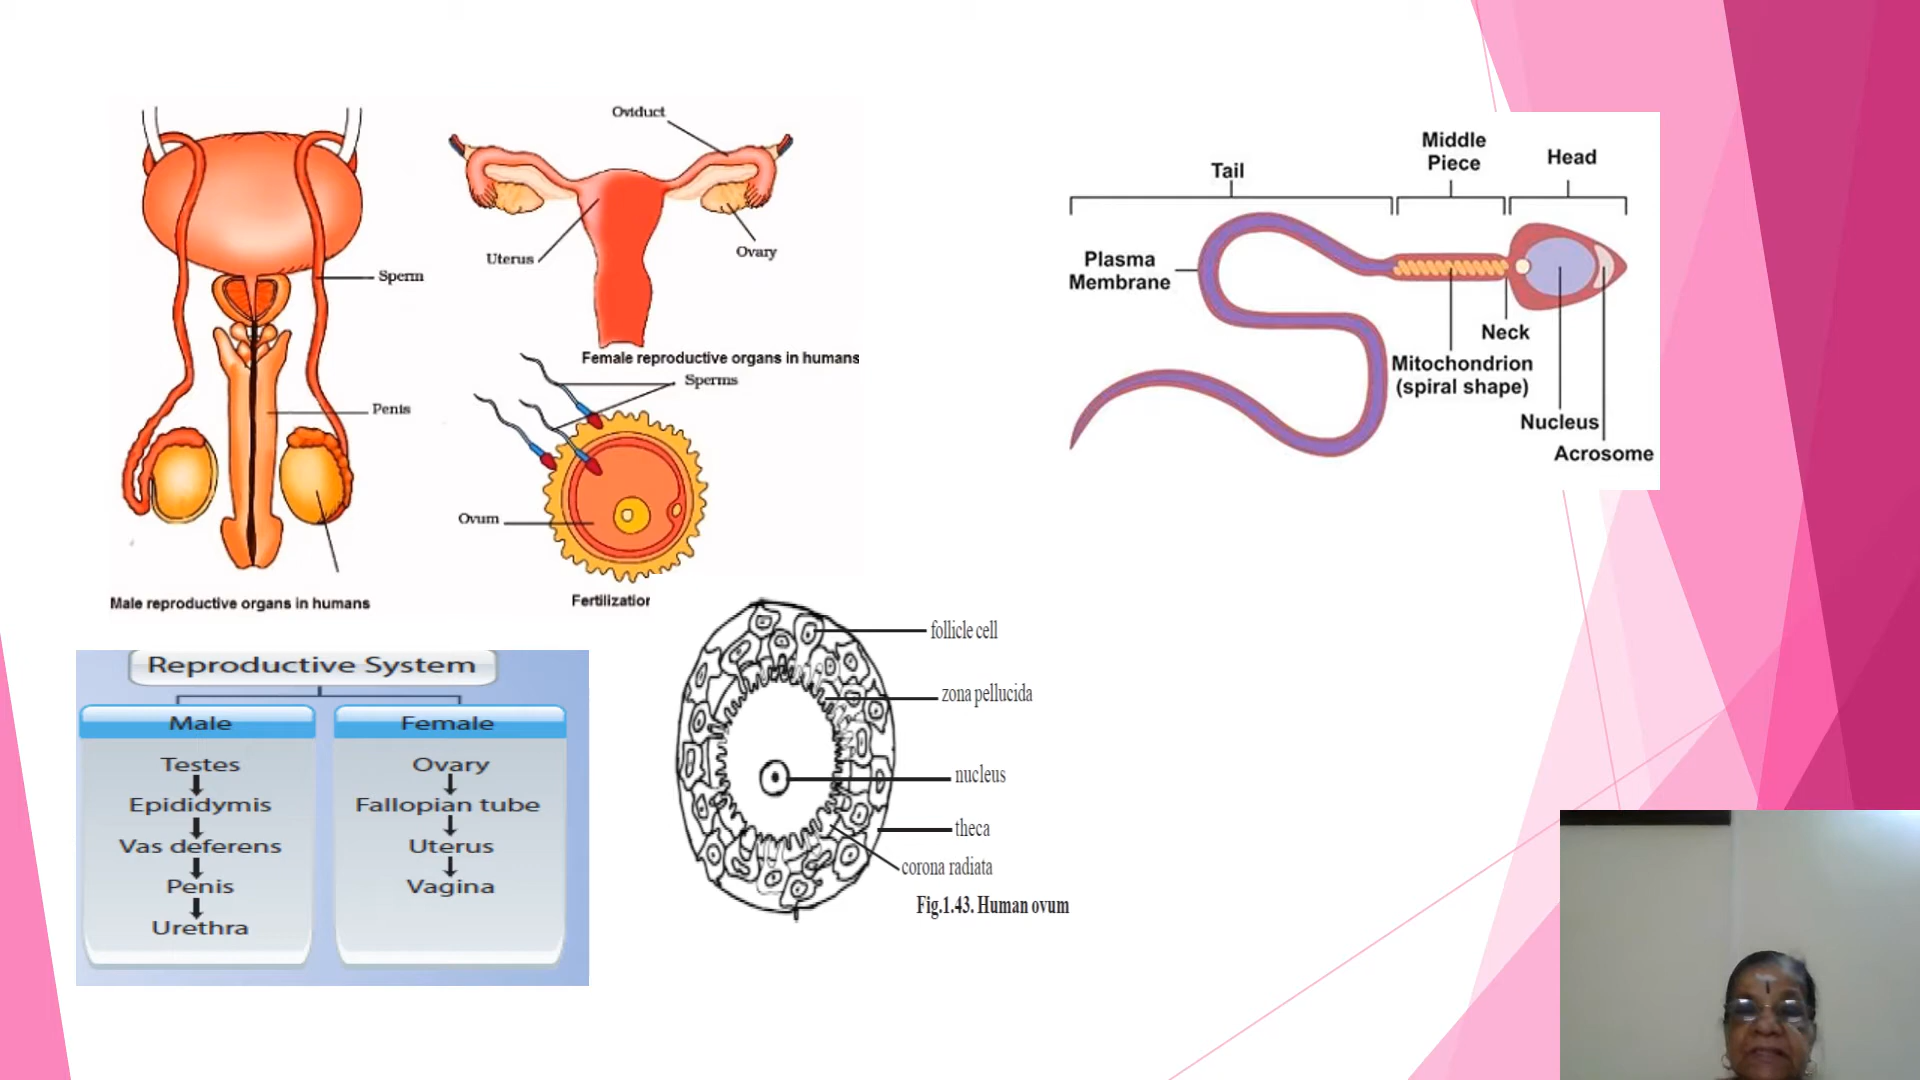 Oviduct
Uterus
Ovary
Sperm
Penis
Female reproductive organs in humans
Sperms
Ovum
Male reproductive organs in humans
Fertilization
Tail
Middle
Piece
Head
Plasma
Membrane
Neck
Mitochondrion
(spiral shape)
Nucleus
Acrosome
follicle cell
zona pellucida
nucleus
theca
corona radiata
Fig.1.43. Human ovum
Reproductive System
Male
Female
Testes
Epididymis
Vas deferens
Penis
Urethra
Ovary
Fallopian tube
Uterus
Vagina